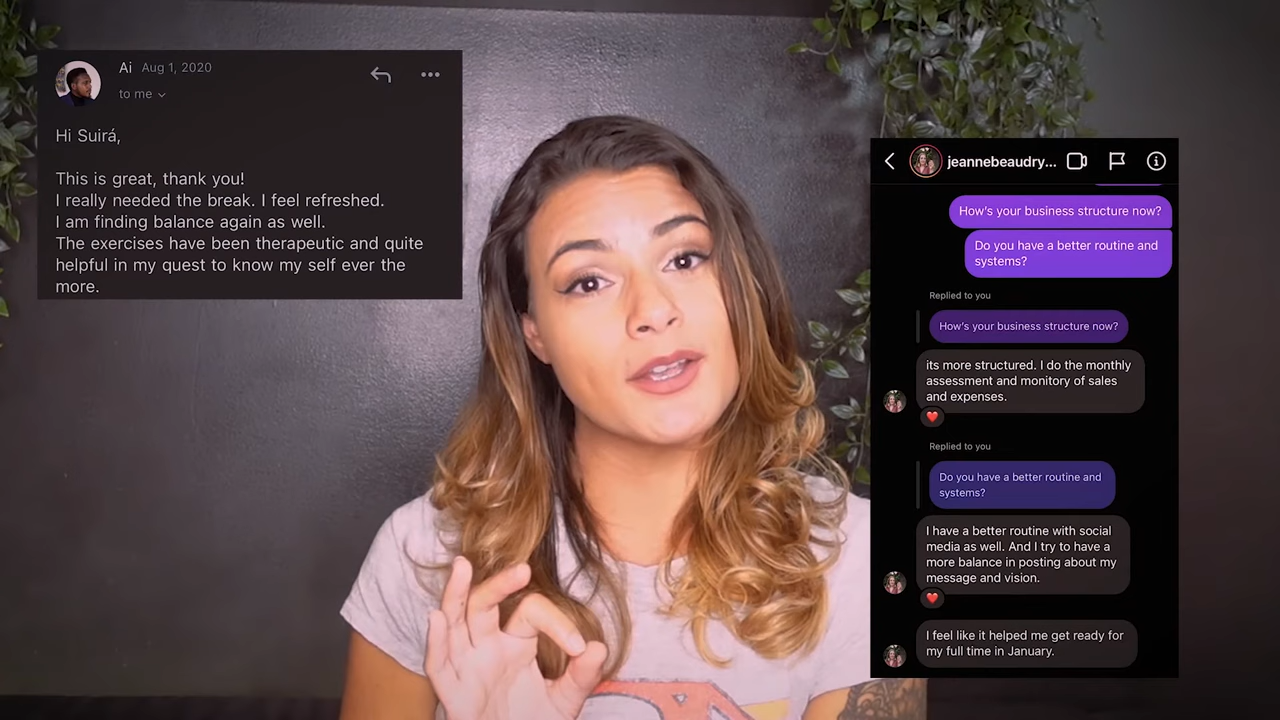 Ai Aug 1, 2020
to me
Hi Suirá,
This is great, thank you!
I really needed the break. I feel refreshed.
I am finding balance again as well.
The exercises have been therapeutic and quite
helpful in my quest to know my self ever the
more.
jeannebeaudry...
How's your business structure now?
Do you have a better routine and
systems?
Replied to you
How's your business structure now?
its more structured. I do the monthly
assessment and monitory of sales
and expenses.
Replied to you
Do you have a better routine and
systems?
I have a better routine with social
media as well. And I try to have a
more balance in posting about my
message and vision.
I feel like it helped me get ready for
my full time in January.